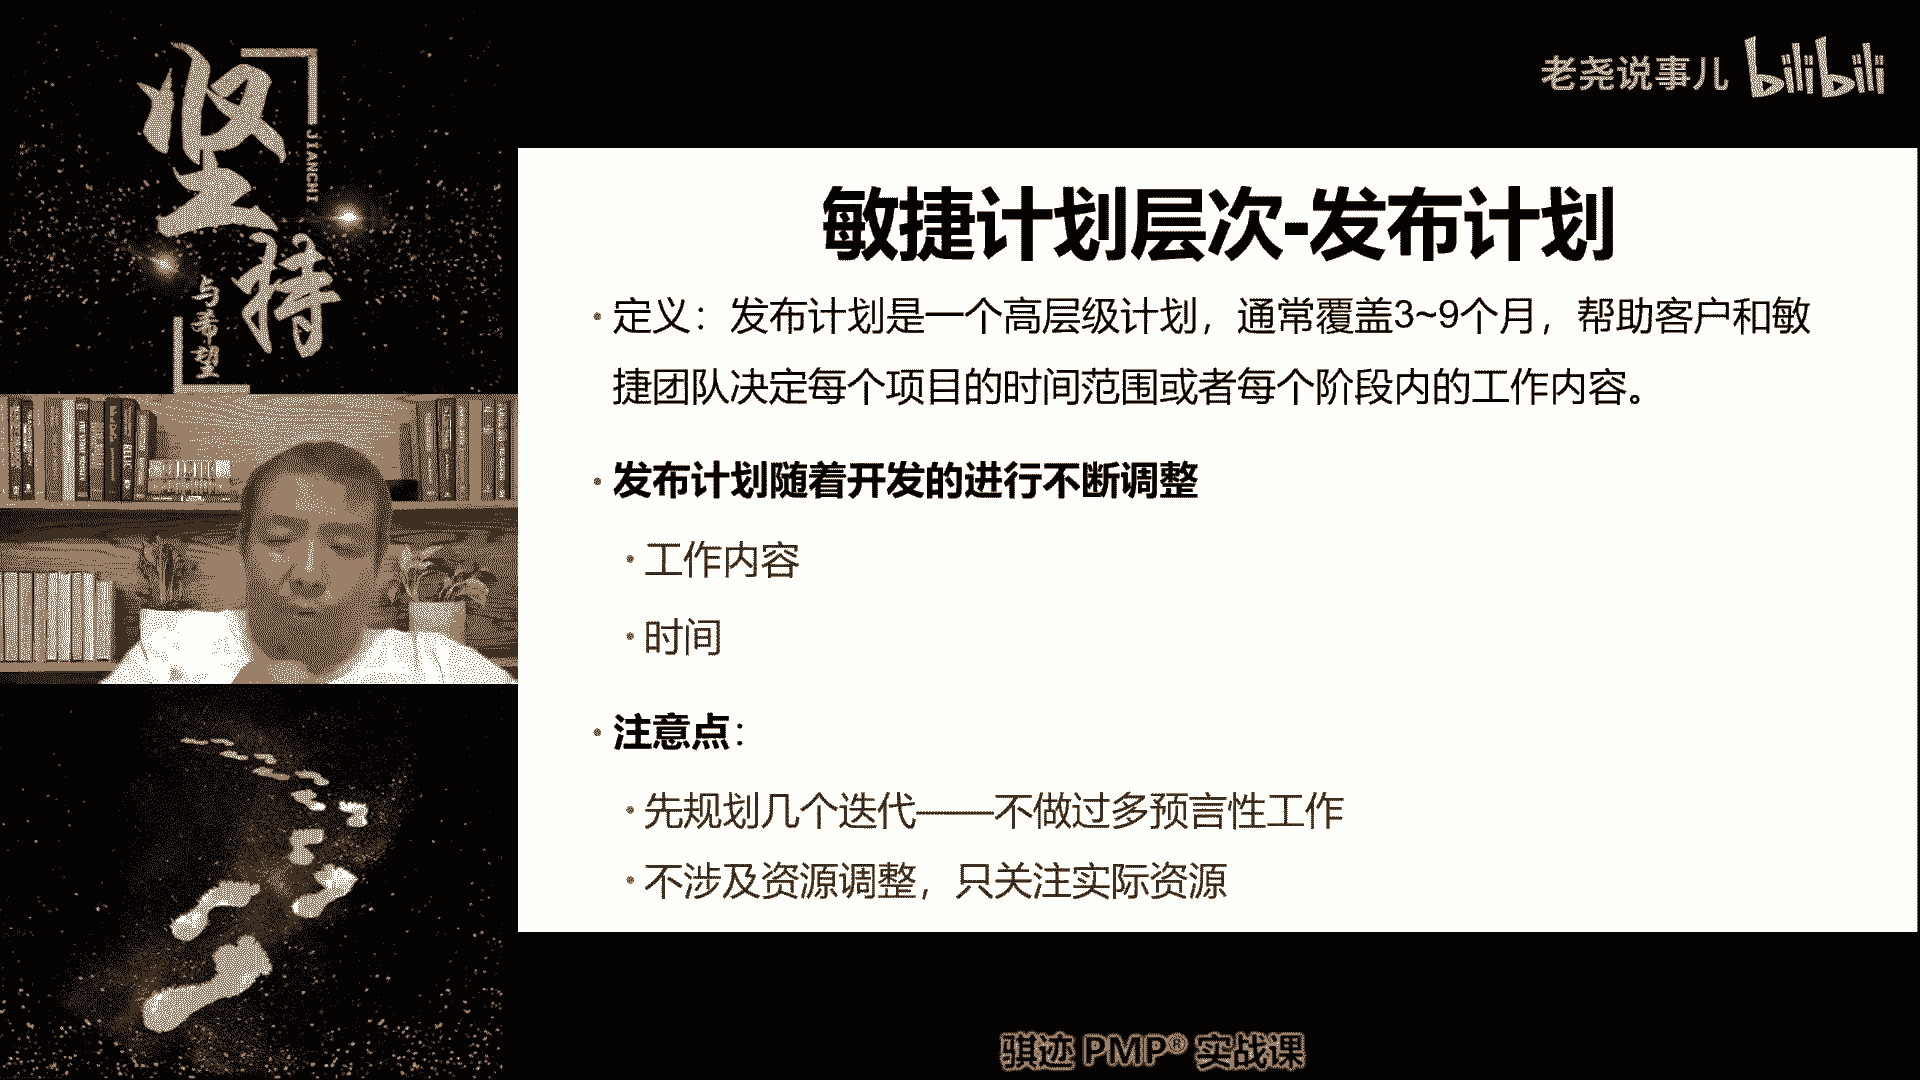 坚持
JIANCHI
与希望
老尧说事儿 bilibili
敏捷计划层次-发布计划
· 定义：发布计划是一个高层级计划，通常覆盖3~9个月，帮助客户和敏
捷团队决定每个项目的时间范围或者每个阶段内的工作内容。
· 发布计划随着开发的进行不断调整
· 工作内容
· 时间
· 注意点：
· 先规划几个迭代——不做过多预言性工作
· 不涉及资源调整，只关注实际资源
骐迹 PMP® 实战课